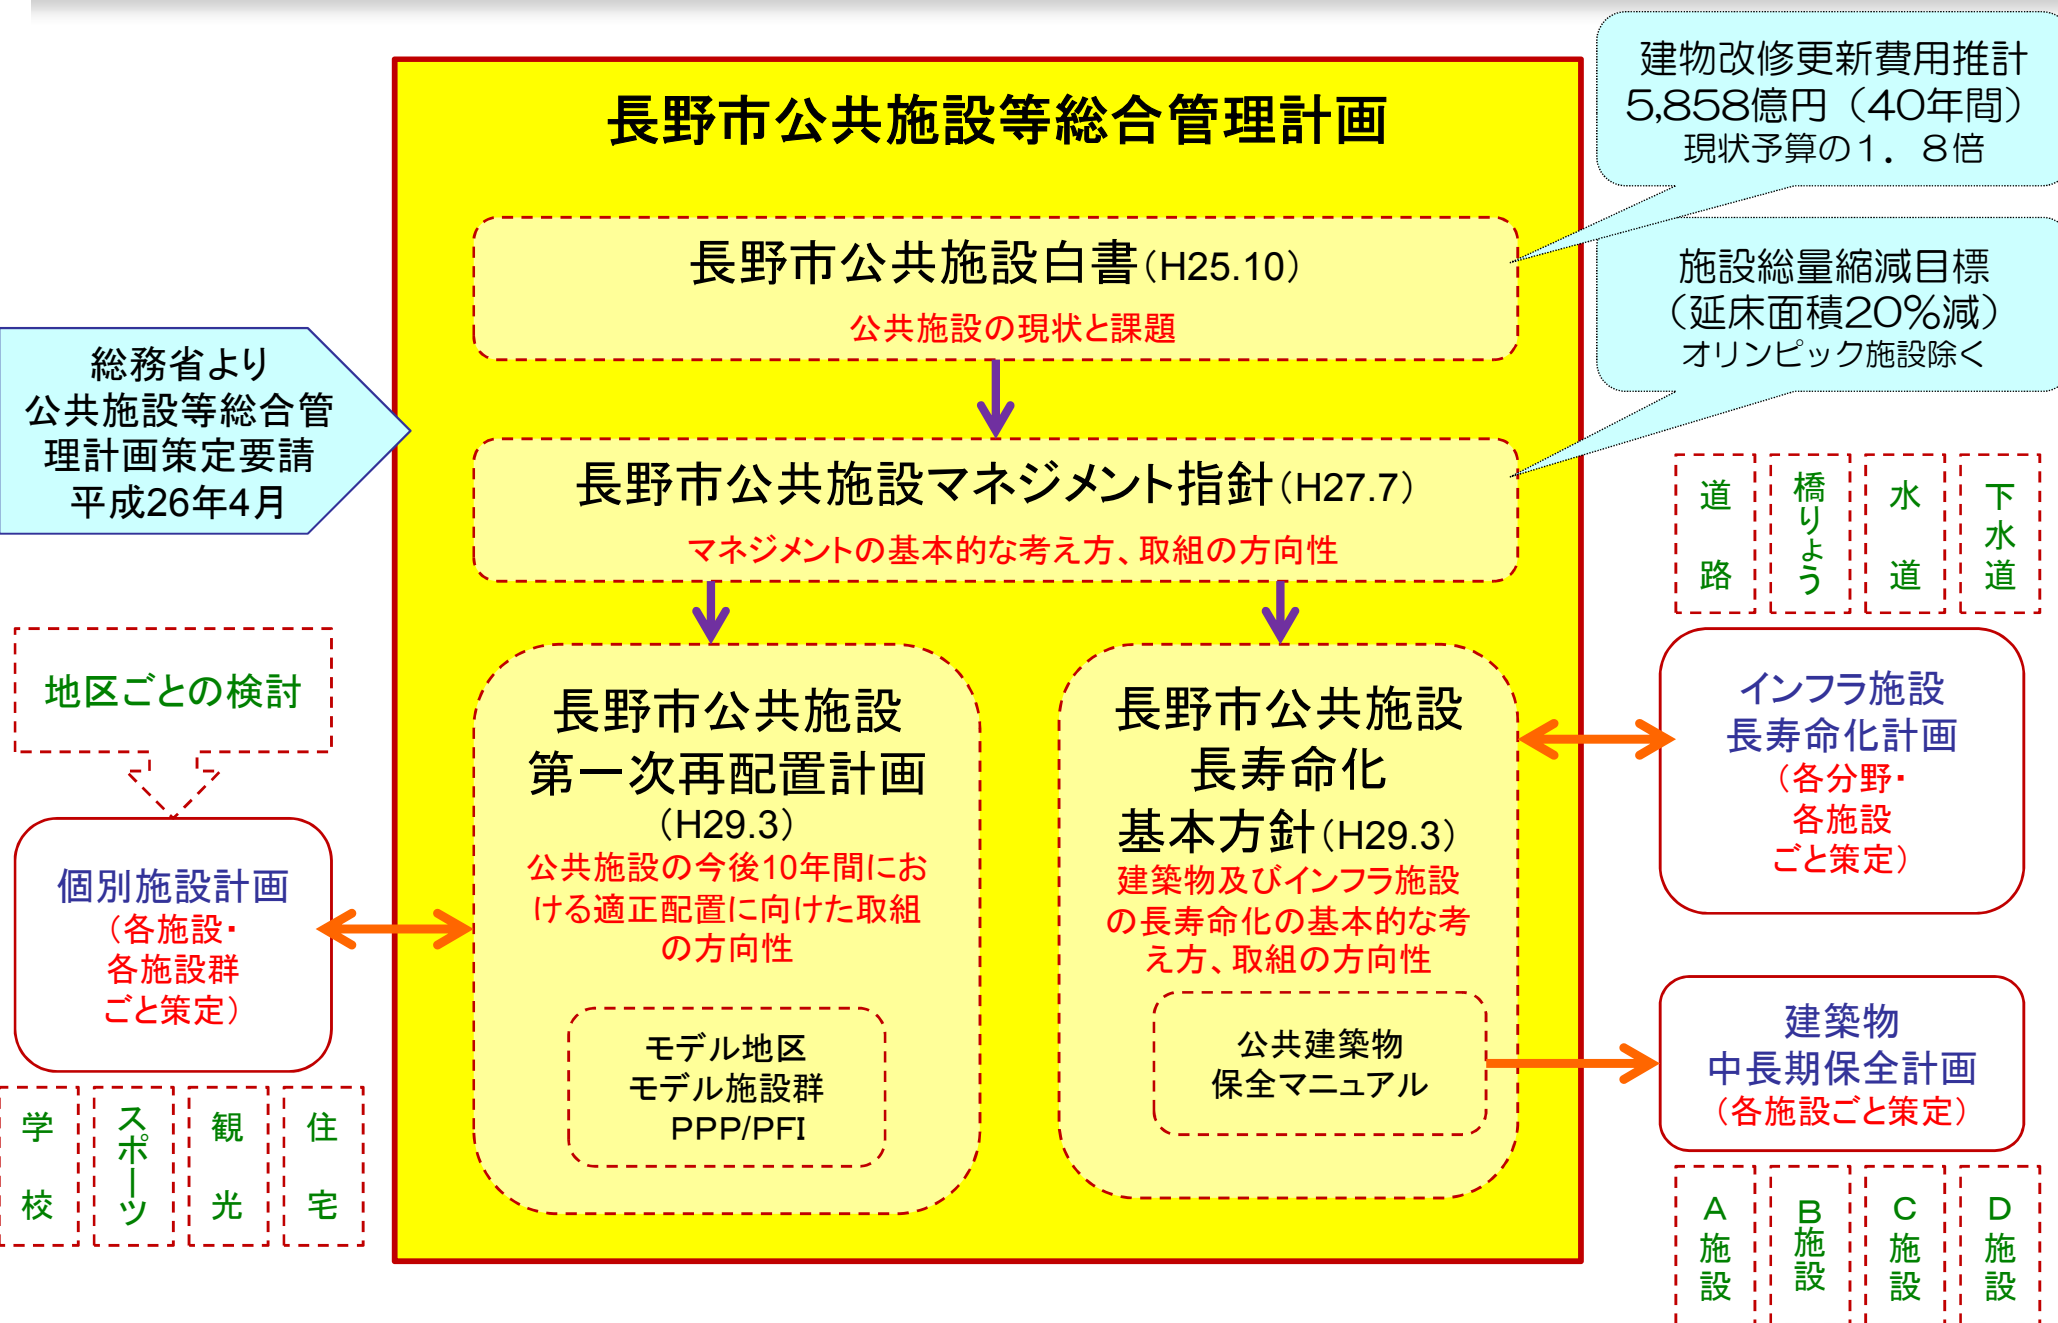 長野市公共施設等総合管理計画
建物改修更新費用推計
5,858億円（40年間）
現状予算の１．８倍
長野市公共施設白書（H25.10）
公共施設の現状と課題
施設総量縮減目標
（延床面積20％減）
オリンピック施設除く
総務省より
公共施設等総合管
理計画策定要請
平成26年4月
長野市公共施設マネジメント指針（H27.7）
マネジメントの基本的な考え方、取組の方向性
道路
橋りょう
水道
下水道
地区ごとの検討
長野市公共施設
第一次再配置計画
（H29.3）
公共施設の今後10年間にお
ける適正配置に向けた取組
の方向性
モデル地区
モデル施設群
PPP/PFI
長野市公共施設
長寿命化
基本方針（H29.3）
建築物及びインフラ施設
の長寿命化の基本的な考
え方、取組の方向性
公共建築物
保全マニュアル
インフラ施設
長寿命化計画
（各分野・
各施設
ごと策定）
個別施設計画
（各施設・
各施設群
ごと策定）
建築物
中長期保全計画
（各施設ごと策定）
学校
スポーツ
観光
住宅
Ａ施設
Ｂ施設
Ｃ施設
Ｄ施設